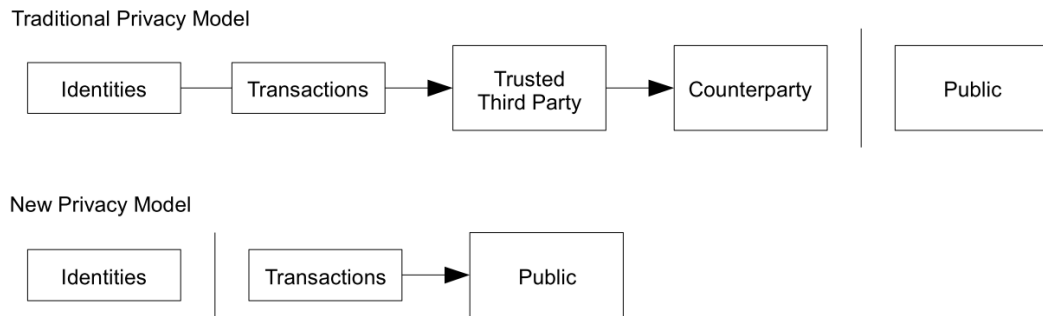 Traditional Privacy Model
Identities
Transactions
Trusted
Third Party
Counterparty
Public
New Privacy Model
Identities
Transactions
Public